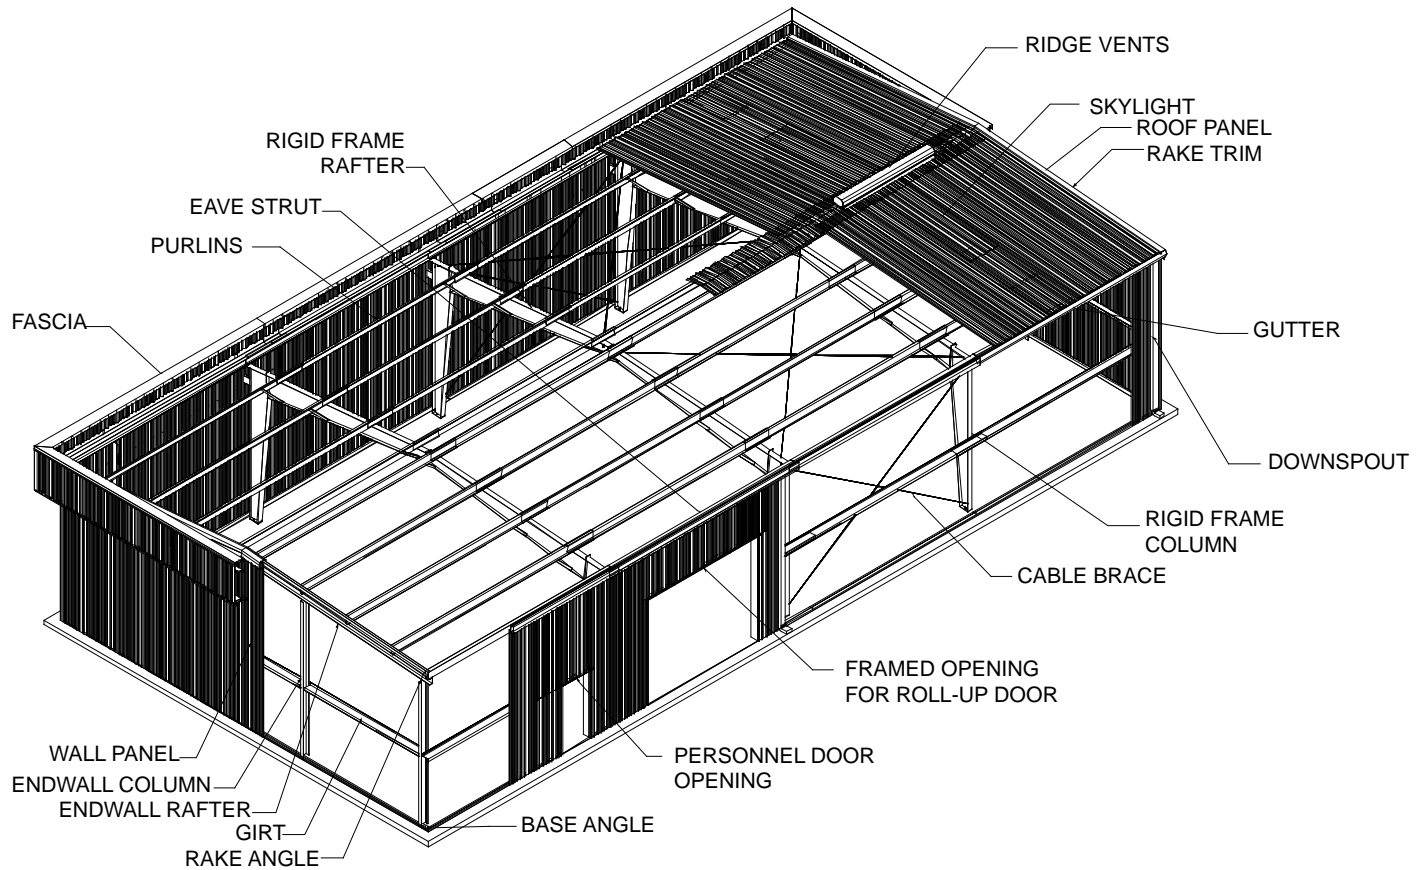 RIDGE VENTS
SKYLIGHT
ROOF PANEL
RAKE TRIM
RIGID FRAME
RAFTER
EAVE STRUT
PURLINS
FASCIA
GUTTER
DOWNSPOUT
RIGID FRAME
COLUMN
CABLE BRACE
FRAMED OPENING
FOR ROLL-UP DOOR
PERSONNEL DOOR
OPENING
WALL PANEL
ENDWALL COLUMN
ENDWALL RAFTER
GIRT
RAKE ANGLE
BASE ANGLE